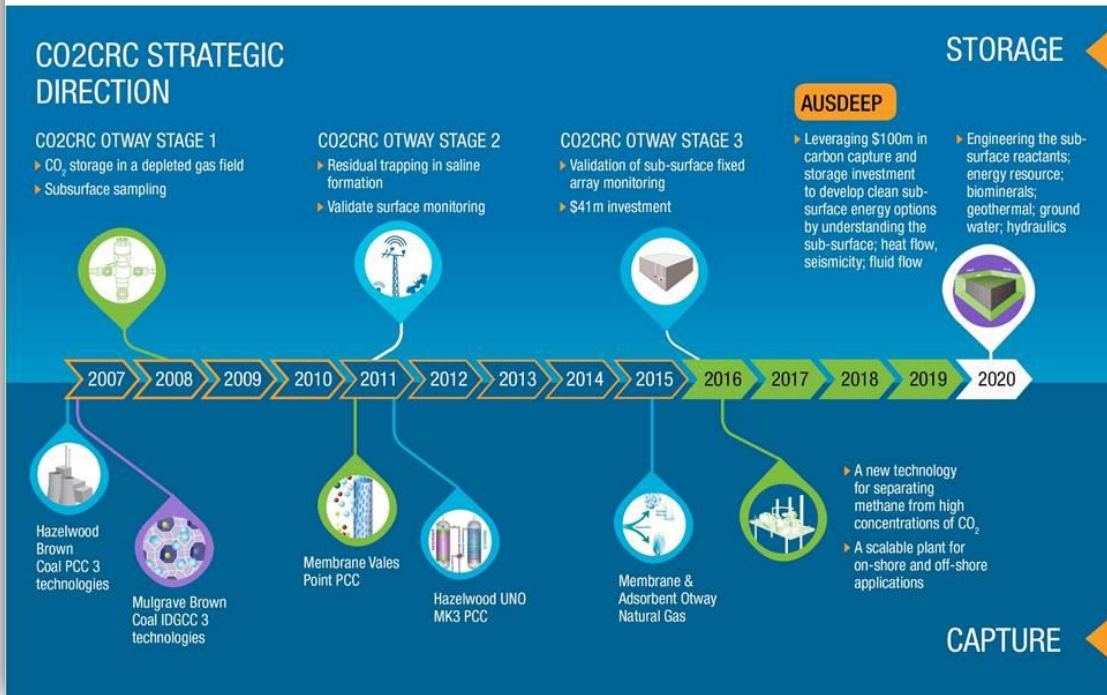 CO2CRC STRATEGIC
DIRECTION
STORAGE
CO2CRC OTWAY STAGE 1
CO₂ storage in a depleted gas field
Subsurface sampling
CO2CRC OTWAY STAGE 2
Residual trapping in saline
formation
Validate surface monitoring
CO2CRC OTWAY STAGE 3
Validation of sub-surface fixed
array monitoring
$41m investment
AUSDEEP
Leveraging $100m in
carbon capture and
storage investment
to develop clean sub-
surface energy options
by understanding the
sub-surface; heat flow,
seismicity; fluid flow
Engineering the sub-
surface reactants;
energy resource;
biominerals;
geothermal; ground
water; hydraulics
2007 2008 2009 2010 2011 2012 2013 2014 2015 2016 2017 2018 2019 2020
Hazelwood
Brown
Coal PCC 3
technologies
Mulgrave Brown
Coal IDGCC 3
technologies
Membrane Vales
Point PCC
Hazelwood UNO
MK3 PCC
Membrane &
Adsorbent Otway
Natural Gas
A new technology
for separating
methane from high
concentrations of CO₂
A scalable plant for
on-shore and off-shore
applications
CAPTURE